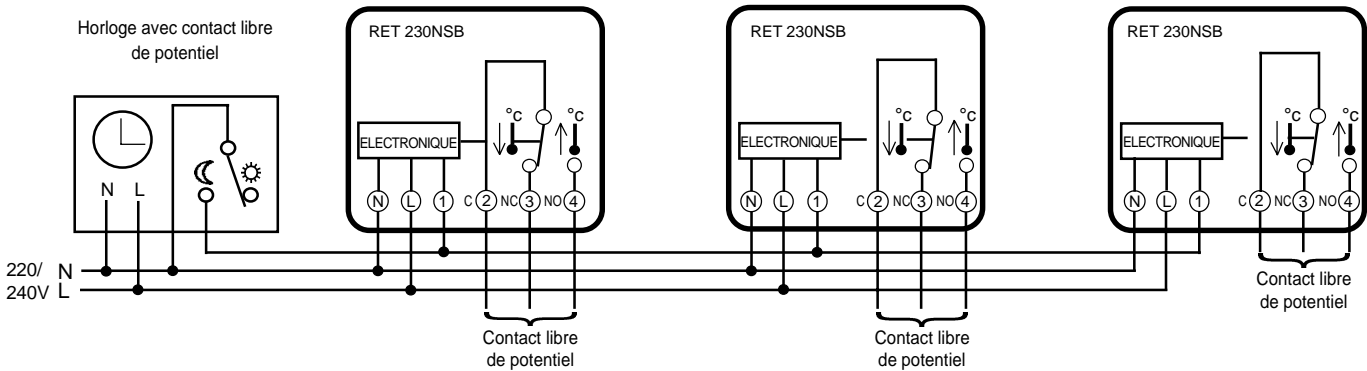 Horloge avec contact libre
de potentiel
N L
220/ N
240V L
RET 230NSB
°c °c
ELECTRONIQUE
N L 1 C 2 NC 3 NO 4
Contact libre
de potentiel
RET 230NSB
°c °c
ELECTRONIQUE
N L 1 C 2 NC 3 NO 4
Contact libre
de potentiel
RET 230NSB
°c °c
ELECTRONIQUE
N L 1 C 2 NC 3 NO 4
Contact libre
de potentiel